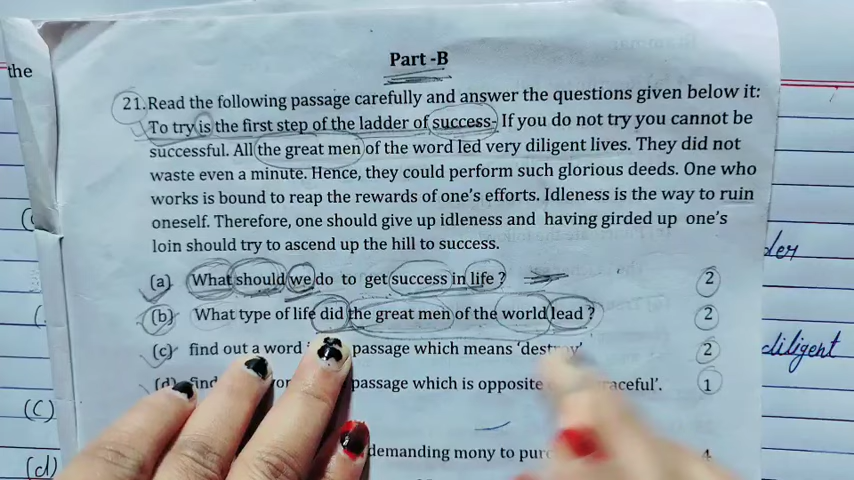 the
Part -B
21. Read the following passage carefully and answer the questions given below it:
To try is the first step of the ladder of success- If you do not try you cannot be
successful. All the great men of the word led very diligent lives. They did not
waste even a minute. Hence, they could perform such glorious deeds. One who
works is bound to reap the rewards of one's efforts. Idleness is the way to ruin
oneself. Therefore, one should give up idleness and having girded up one's
loin should try to ascend up the hill to success.
(a) What should we do to get success in life ? 2
(b) What type of life did the great men of the world lead ? 2
(c) find out a word passage which means 'destroy' 2
(d) find passage which is opposite 1
demanding mony to 4
der
diligent
(C)
(d)